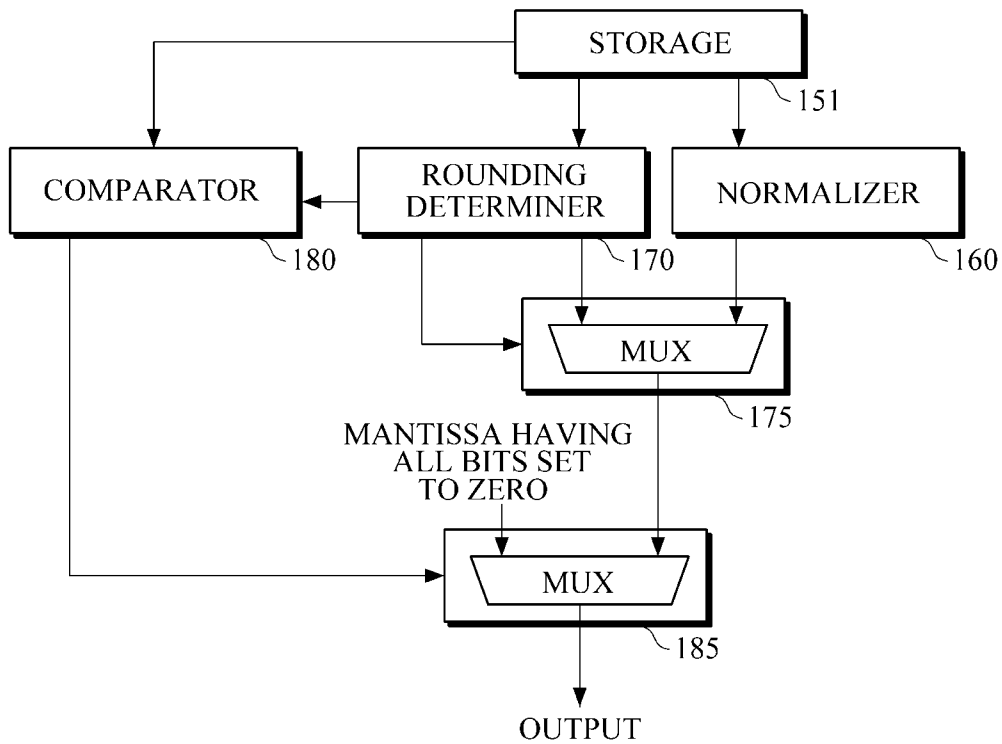 STORAGE
151
COMPARATOR
180
ROUNDING
DETERMINER
170
NORMALIZER
160
MUX
175
MANTISSA HAVING
ALL BITS SET
TO ZERO
MUX
185
OUTPUT